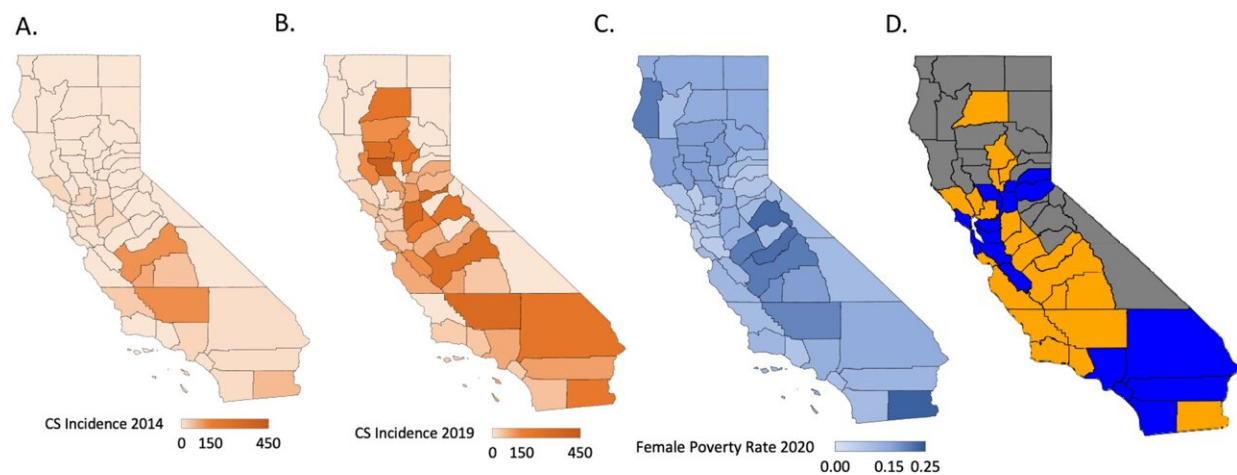 A.
B.
C.
D.
CS Incidence 2014
0 150 450
CS Incidence 2019
0 150 450
Female Poverty Rate 2020
0.00 0.15 0.25